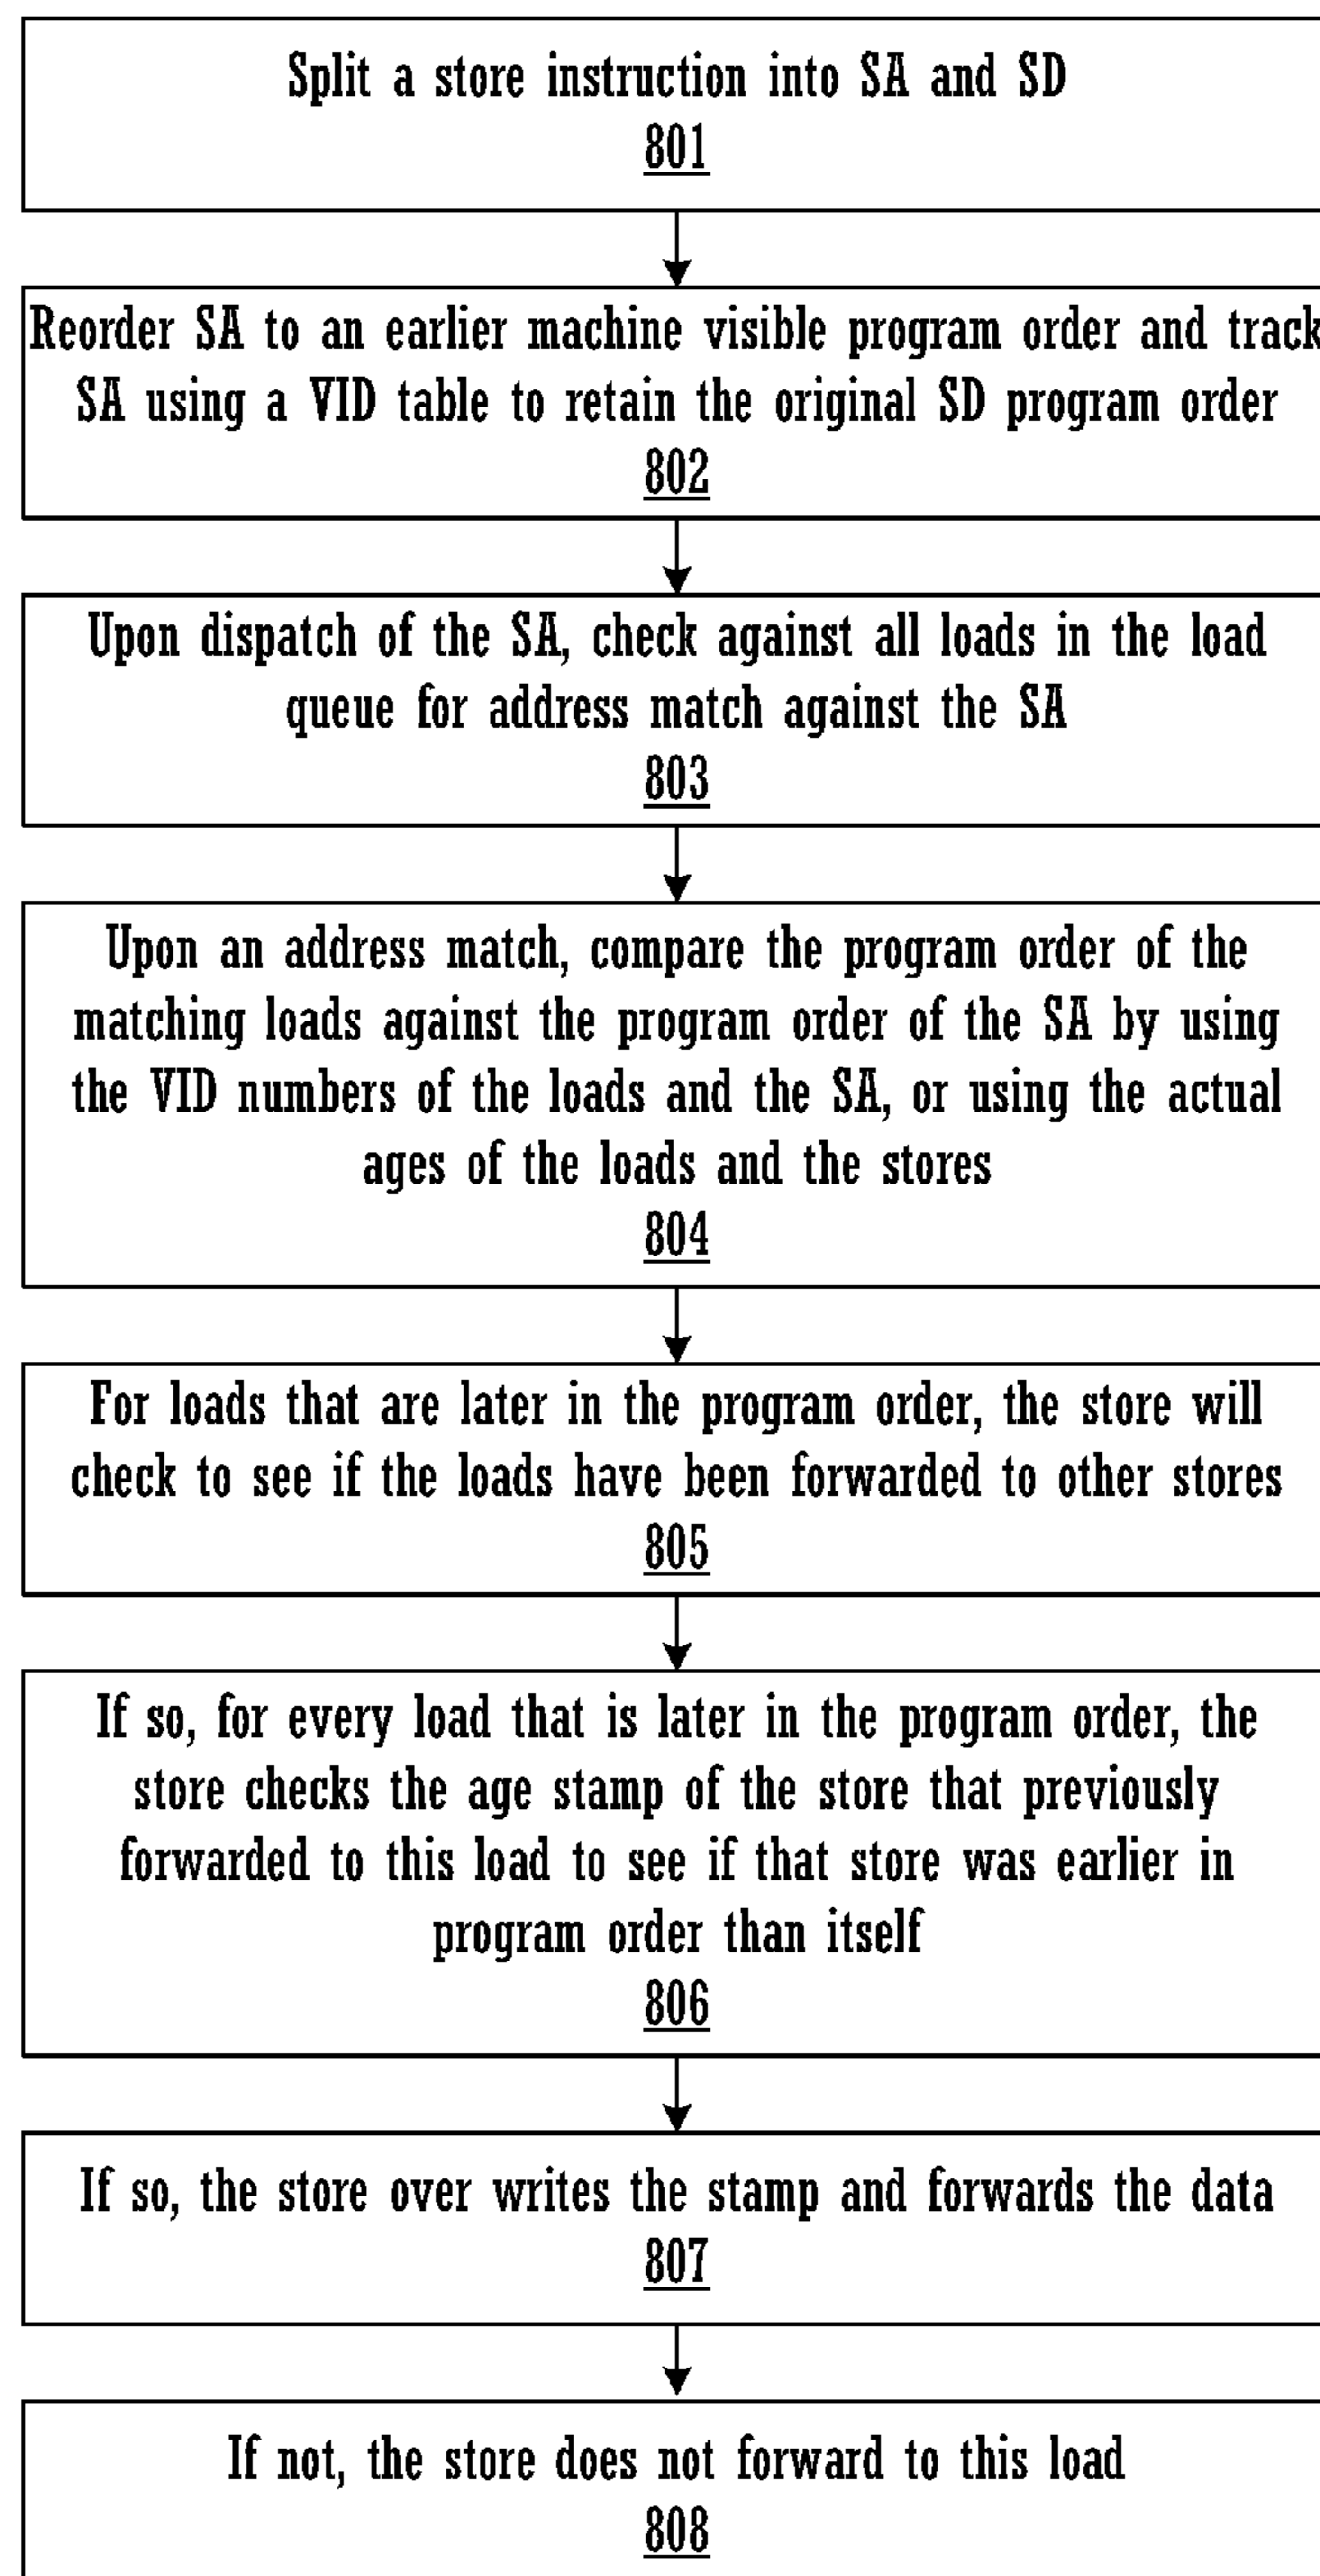 Split a store instruction into SA and SD
801
Reorder SA to an earlier machine visible program order and track
SA using a VID table to retain the original SD program order
802
Upon dispatch of the SA, check against all loads in the load
queue for address match against the SA
803
Upon an address match, compare the program order of the
matching loads against the program order of the SA by using
the VID numbers of the loads and the SA, or using the actual
ages of the loads and the stores
804
For loads that are later in the program order, the store will
check to see if the loads have been forwarded to other stores
805
If so, for every load that is later in the program order, the
store checks the age stamp of the store that previously
forwarded to this load to see if that store was earlier in
program order than itself
806
If so, the store over writes the stamp and forwards the data
807
If not, the store does not forward to this load
808